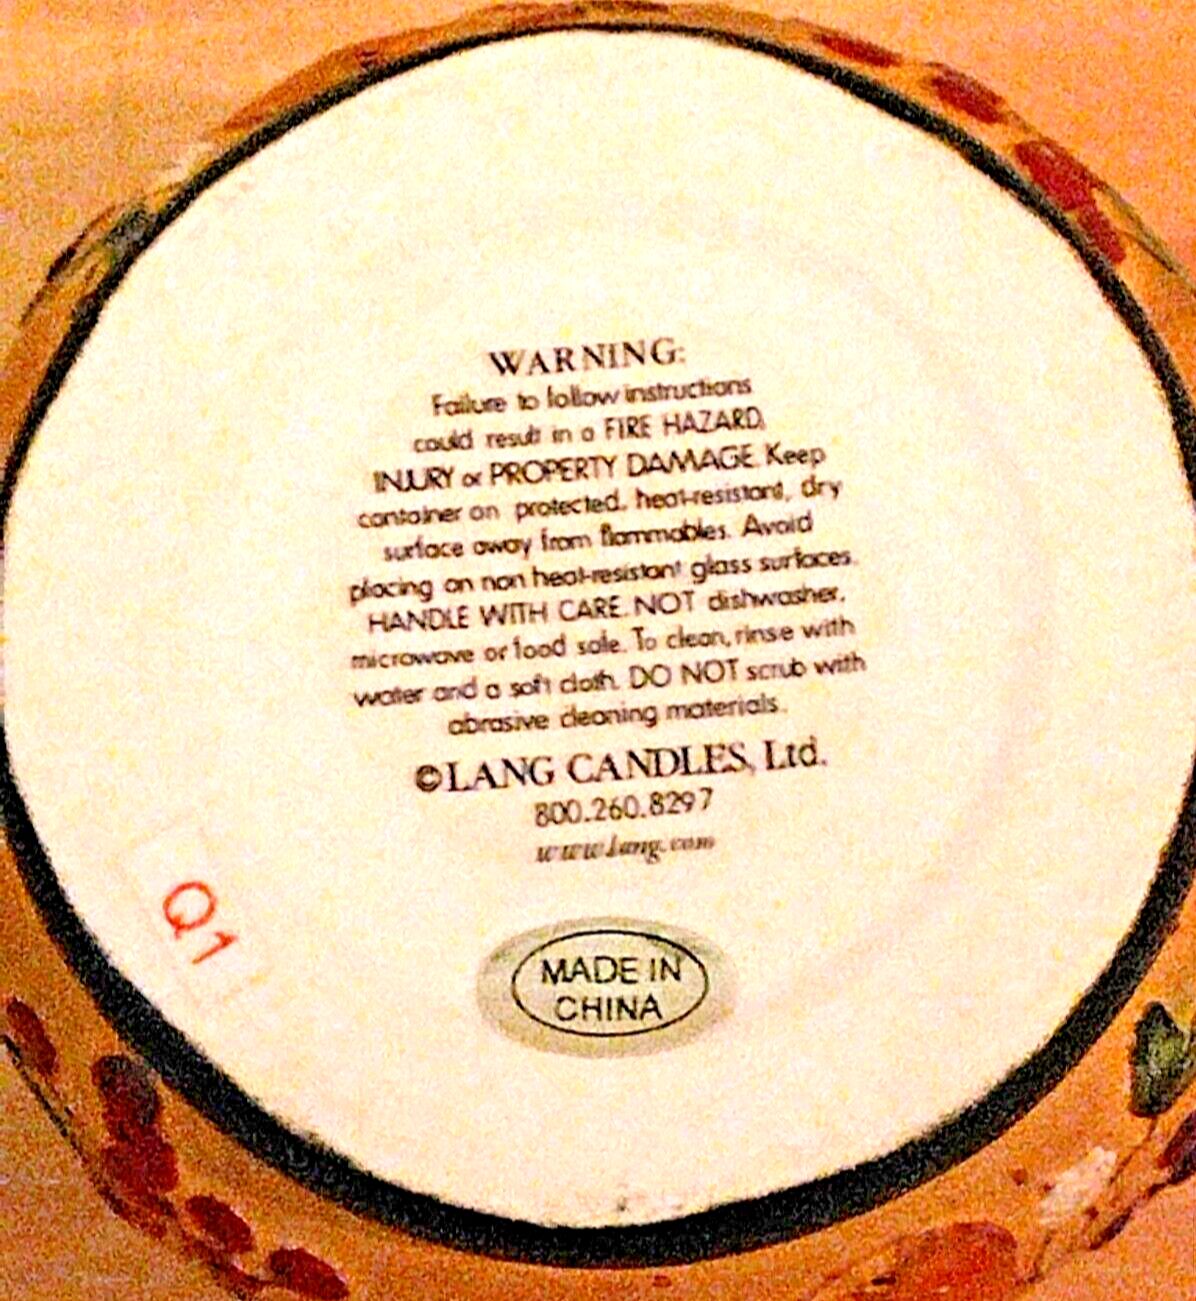 WARNING:
Failure to follow instructions
could result in a FIRE HAZARD,
INJURY or PROPERTY DAMAGE. Keep
container on protected, heat-resistant, dry
surface away from flammables. Avoid
placing on non heat-resistant glass surfaces.
HANDLE WITH CARE. NOT dishwasher,
microwave or food safe. To clean, rinse with
water and a soft cloth. DO NOT scrub with
abrasive cleaning materials.
©LANG CANDLES, Ltd.
800.260.8297
www.lang.com
Q1
MADE IN
CHINA